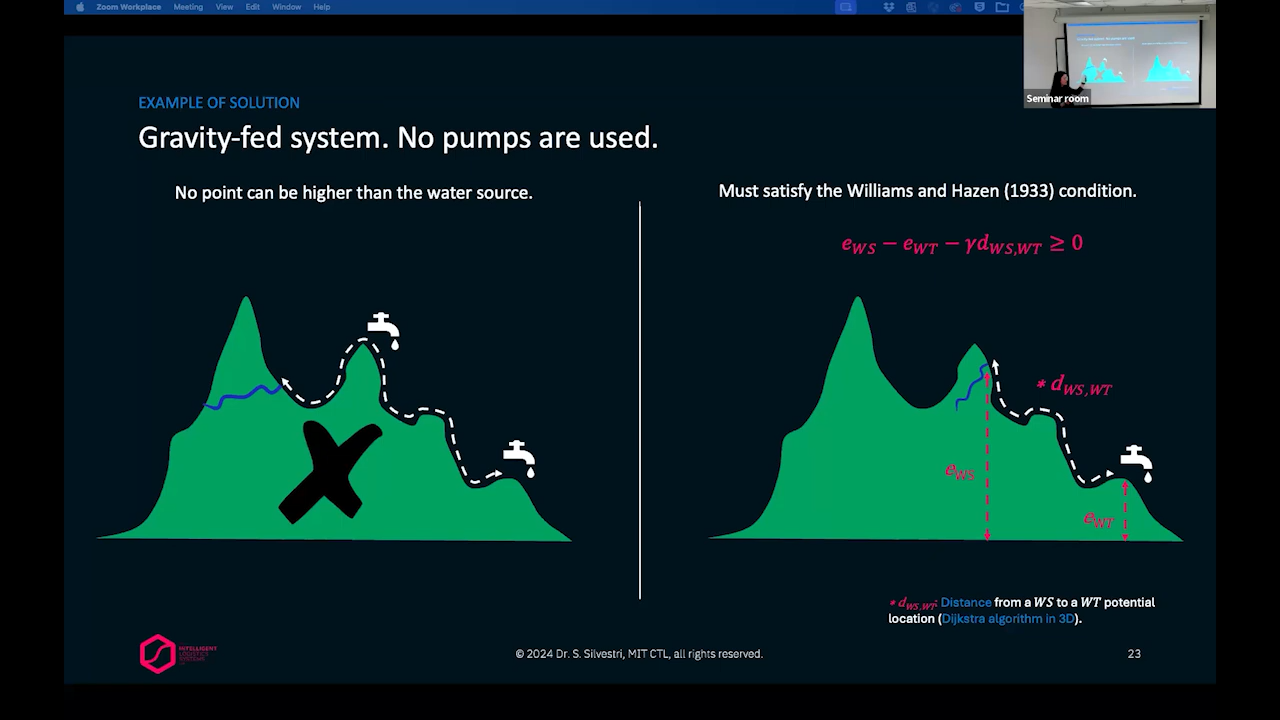 Zoom Workplace Meeting View Edit Window Help
Seminar room
EXAMPLE OF SOLUTION
Gravity-fed system. No pumps are used.
No point can be higher than the water source.
Must satisfy the Williams and Hazen (1933) condition.
e_WS − e_WT − γd_WS,WT ≥ 0
* d_WS,WT
e_WS
e_WT
* d_WS,WT: Distance from a WS to a WT potential
location (Dijkstra algorithm in 3D).
INTELLIGENT
LOGISTICS
SYSTEMS
© 2024 Dr. S. Silvestri, MIT CTL, all rights reserved.
23